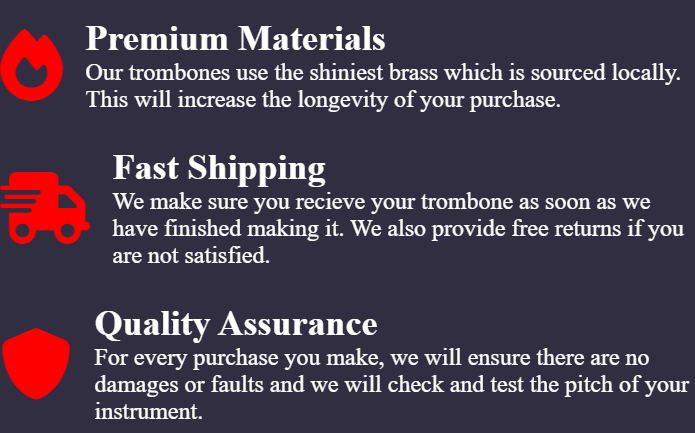 Premium Materials
Our trombones use the shiniest brass which is sourced locally.
This will increase the longevity of your purchase.
Fast Shipping
We make sure you recieve your trombone as soon as we
have finished making it. We also provide free returns if you
are not satisfied.
Quality Assurance
For every purchase you make, we will ensure there are no
damages or faults and we will check and test the pitch of your
instrument.